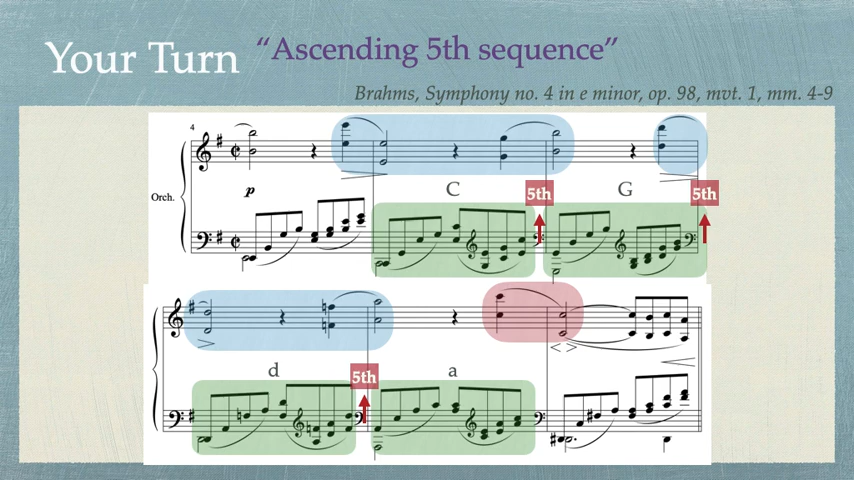 Your Turn “Ascending 5th sequence”
Brahms, Symphony no. 4 in e minor, op. 98, mvt. 1, mm. 4-9
4
Orch.
p
C
5th
G
5th
d
5th
a